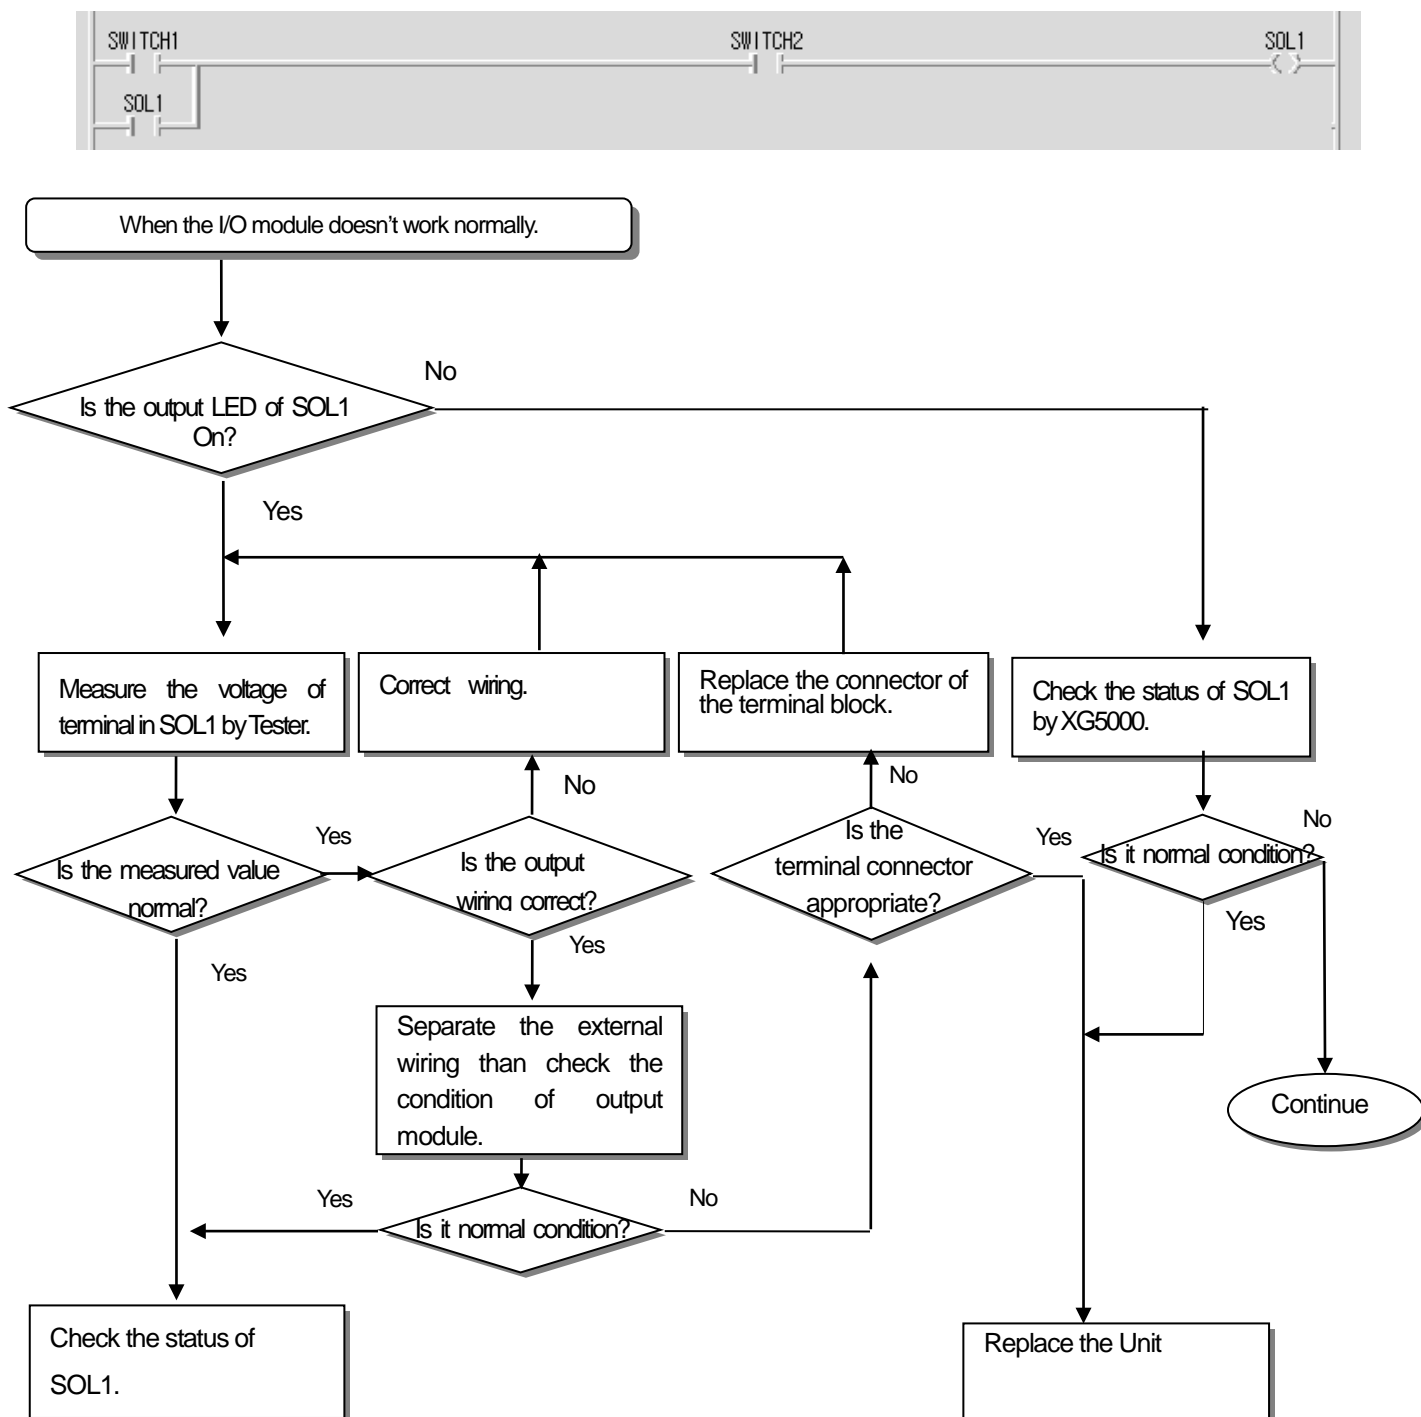 SWITCH1
SWITCH2
SOL1
SOL1
When the I/O module doesn't work normally.
No
Is the output LED of SOL1
On?
Yes
Measure the voltage of
terminal in SOL1 by Tester.
Correct wiring.
Replace the connector of
the terminal block.
Check the status of SOL1
by XG5000.
No
No
Is the measured value
normal?
Yes
Is the output
wiring correct?
Is the
terminal connector
appropriate?
Yes
Is it normal condition?
No
Yes
Yes
Yes
Separate the external
wiring than check the
condition of output
module.
Continue
Yes
Is it normal condition?
No
Check the status of
SOL1.
Replace the Unit